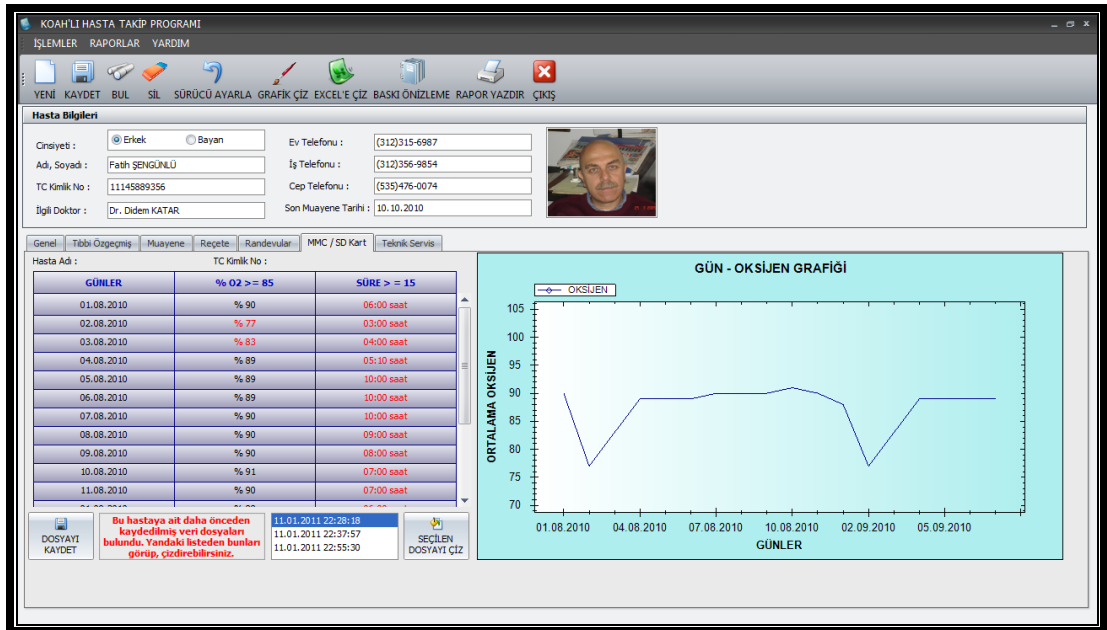 KOAH'LI HASTA TAKİP PROGRAMI
İŞLEMLER RAPORLAR YARDIM
YENİ KAYDET BUL SİL SÜRÜCÜ AYARLA GRAFİK ÇİZ EXCEL'E ÇİZ BASKI ÖNİZLEME RAPOR YAZDIR ÇIKIŞ
Hasta Bilgileri
Cinsiyeti : Erkek Bayan Ev Telefonu : (312)315-6987
Adı, Soyadı : Fatih ŞENGÜNLÜ İş Telefonu : (312)356-9854
TC Kimlik No : 11145889356 Cep Telefonu : (535)476-0074
İlgili Doktor : Dr. Didem KATAR Son Muayene Tarihi : 10.10.2010
Genel Tıbbi Özgeçmiş Muayene Reçete Randevular MMC / SD Kart Teknik Servis
Hasta Adı : TC Kimlik No :
GÜNLER % O2 >= 85 SÜRE > = 15
01.08.2010 % 90 06:00 saat
02.08.2010 % 77 03:00 saat
03.08.2010 % 83 04:00 saat
04.08.2010 % 89 05:10 saat
05.08.2010 % 89 10:00 saat
06.08.2010 % 89 10:00 saat
07.08.2010 % 90 10:00 saat
08.08.2010 % 90 09:00 saat
09.08.2010 % 90 08:00 saat
10.08.2010 % 91 07:00 saat
11.08.2010 % 90 07:00 saat
DOSYAYI
KAYDET
Bu hastaya ait daha önceden
kaydedilmiş veri dosyaları
bulundu. Yandaki listeden bunları
görüp, çizdirebilirsiniz.
11.01.2011 22:28:18
11.01.2011 22:37:57
11.01.2011 22:55:30
SEÇİLEN
DOSYAYI ÇİZ
GÜN - OKSİJEN GRAFİĞİ
OKSİJEN
ORTALAMA OKSİJEN
105
100
95
90
85
80
75
70
01.08.2010 04.08.2010 07.08.2010 10.08.2010 02.09.2010 05.09.2010
GÜNLER